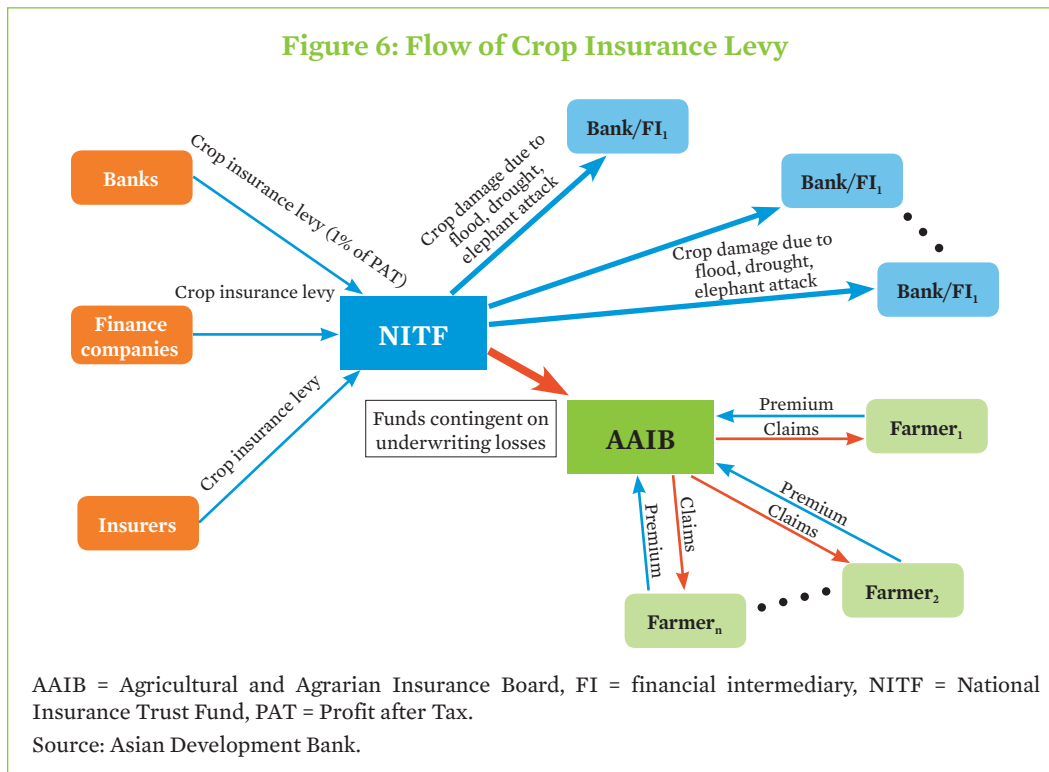 Figure 6: Flow of Crop Insurance Levy
Banks
Crop insurance levy (1% of PAT)
Crop damage due to
flood, drought,
elephant attack
Bank/FI₁
Bank/FI₁
Crop damage due to
flood, drought,
elephant attack
Bank/FI₁
Crop insurance levy
Finance
companies
NITF
Crop insurance levy
Insurers
Funds contingent on
underwriting losses
AAIB
Premium
Claims
Farmer₁
Premium
Claims
Farmer₂
Premium
Claims
Farmerₙ
AAIB = Agricultural and Agrarian Insurance Board, FI = financial intermediary, NITF = National
Insurance Trust Fund, PAT = Profit after Tax.
Source: Asian Development Bank.